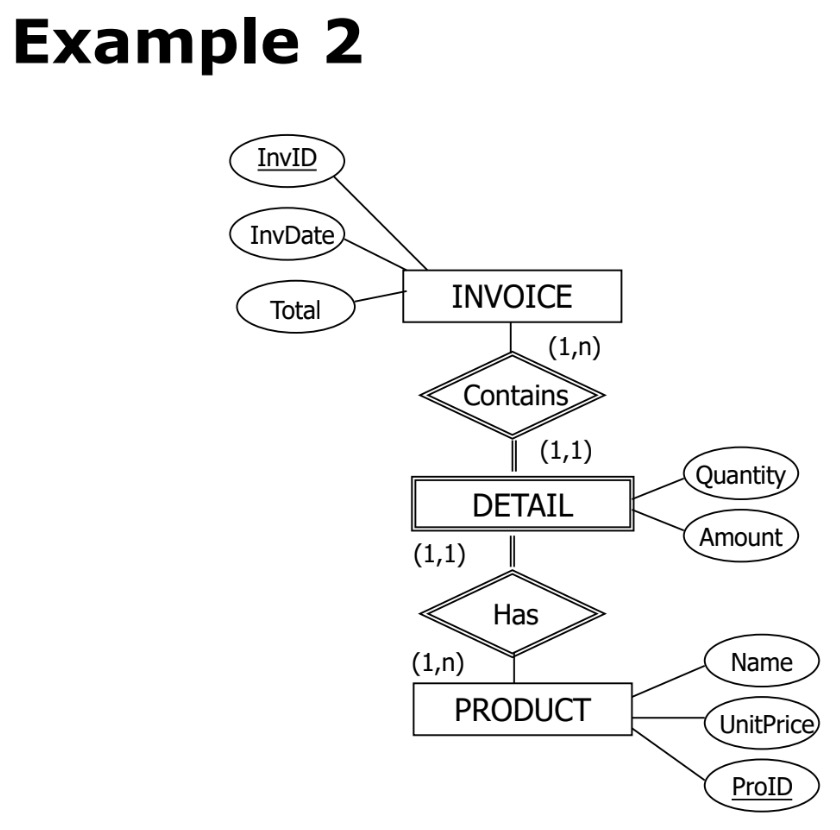 Example 2
InvID
InvDate
Total
INVOICE
(1,n)
Contains
(1,1)
Quantity
DETAIL
Amount
(1,1)
Has
(1,n)
Name
PRODUCT
UnitPrice
ProID